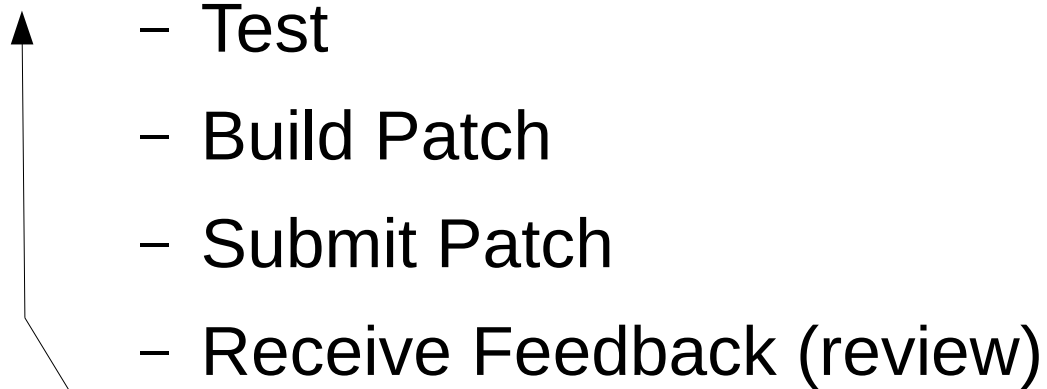 – Test
– Build Patch
– Submit Patch
– Receive Feedback (review)